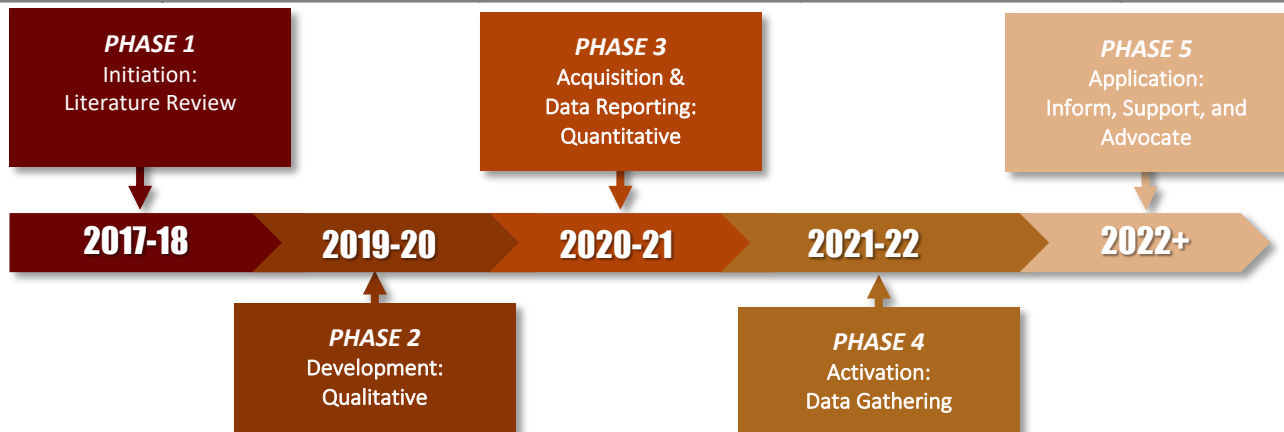 PHASE 1
Initiation:
Literature Review
PHASE 3
Acquisition &
Data Reporting:
Quantitative
PHASE 5
Application:
Inform, Support, and
Advocate
2017-18
2019-20
2020-21
2021-22
2022+
PHASE 2
Development:
Qualitative
PHASE 4
Activation:
Data Gathering